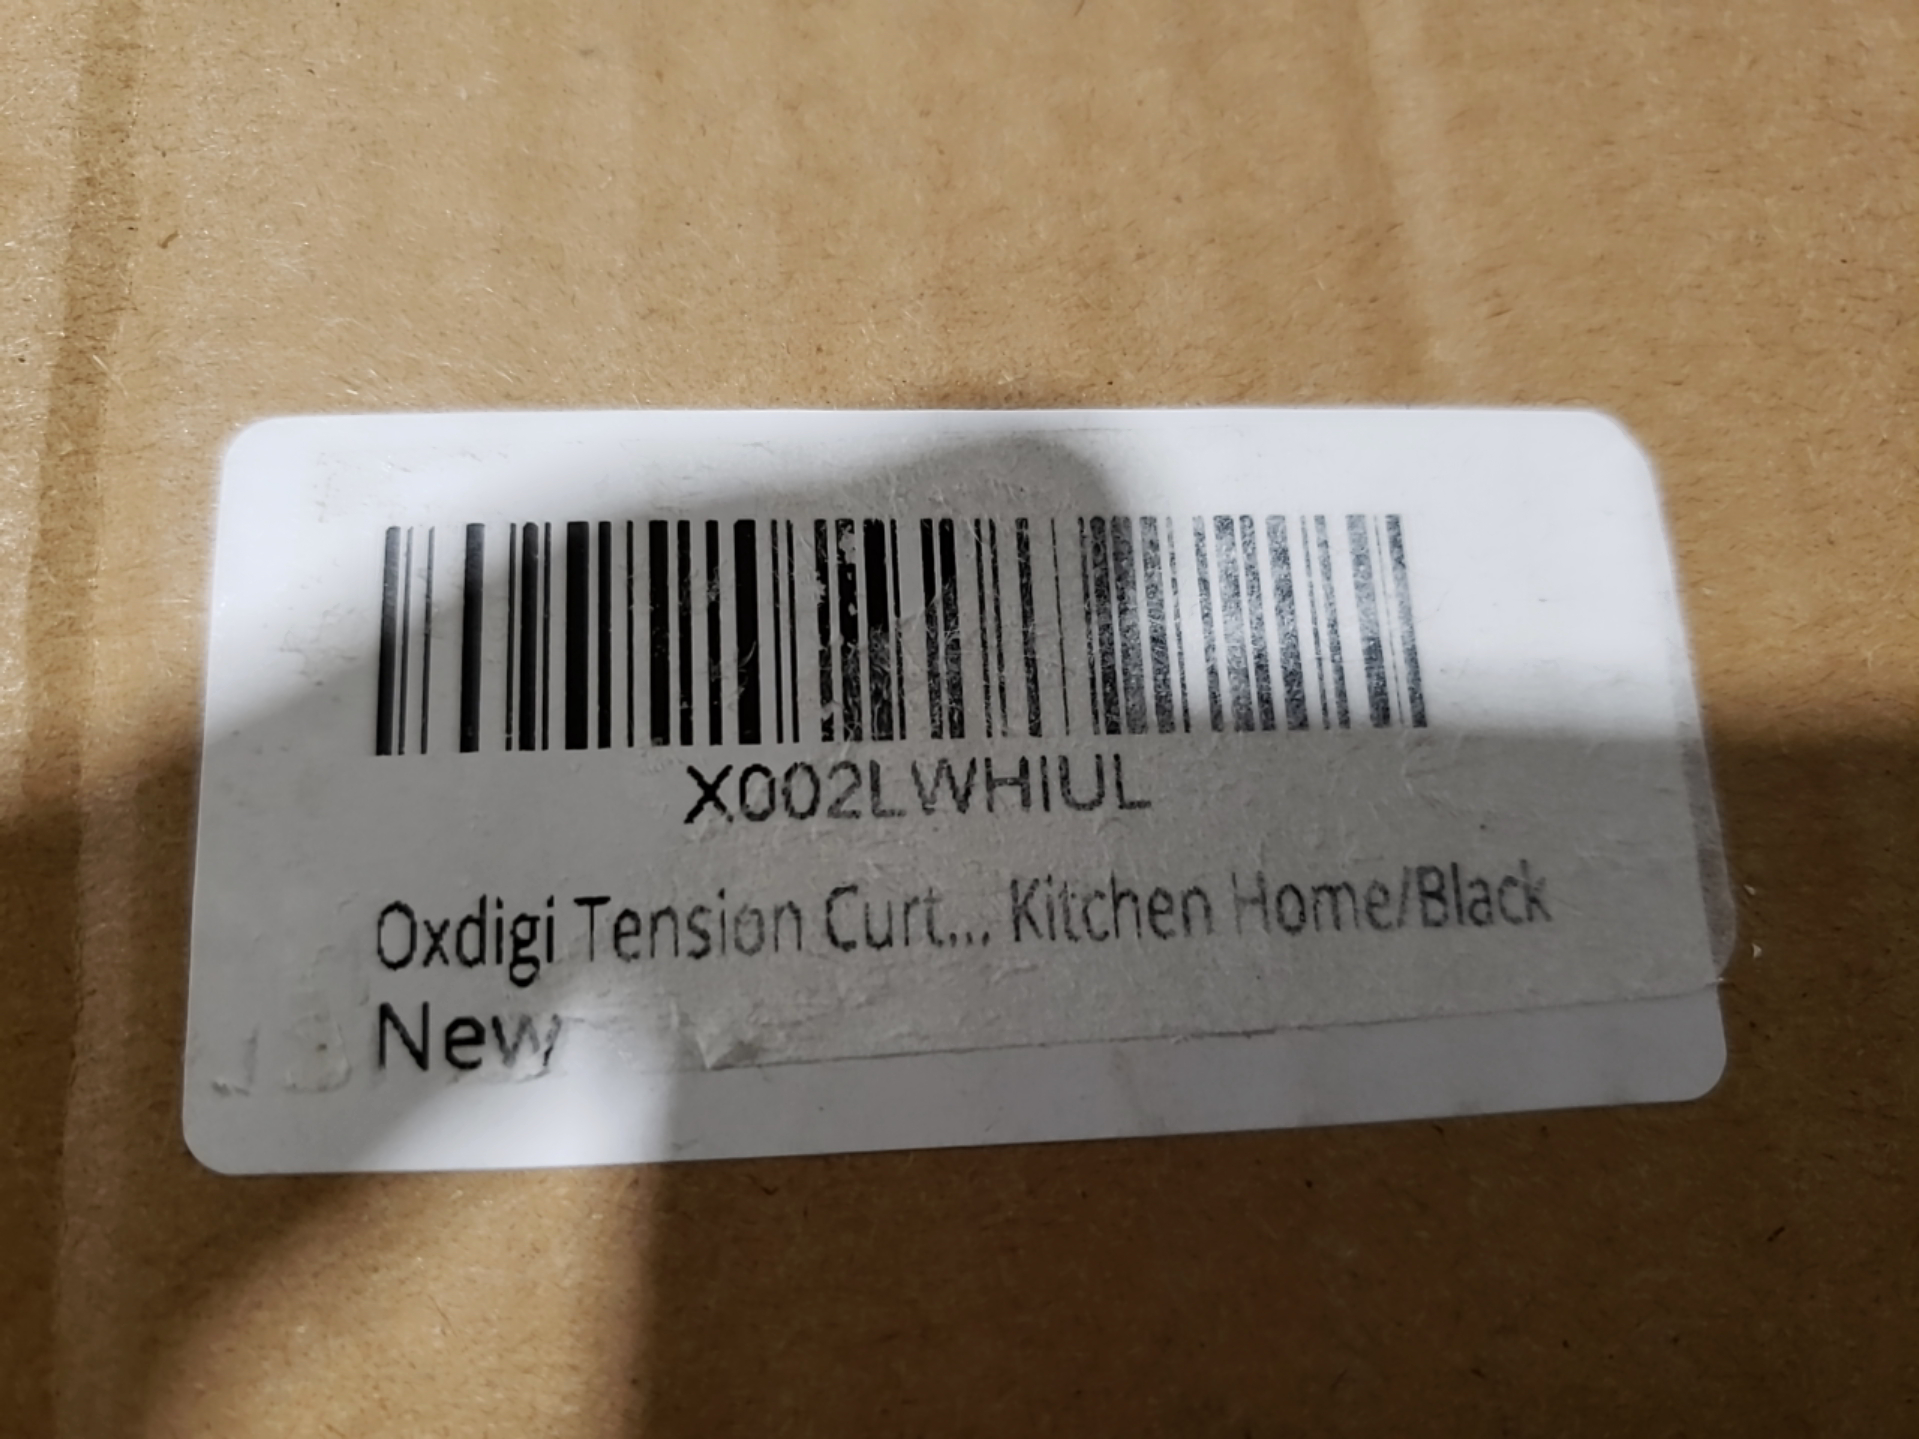 X002LWHIUL
Oxdigi Tension Curt... Kitchen Home/Black
New